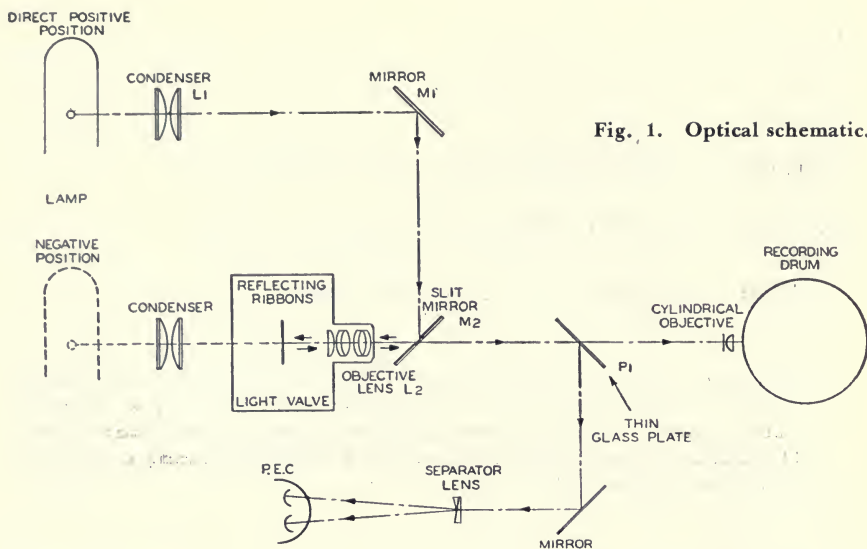 DIRECT POSITIVE
POSITION
CONDENSER
L1
MIRROR
M1
Fig. 1. Optical schematic.
LAMP
NEGATIVE
POSITION
CONDENSER
REFLECTING
RIBBONS
SLIT
MIRROR
M2
OBJECTIVE
LENS L2
LIGHT VALVE
RECORDING
DRUM
CYLINDRICAL
OBJECTIVE
P1
THIN
GLASS PLATE
P.E.C
SEPARATOR
LENS
MIRROR